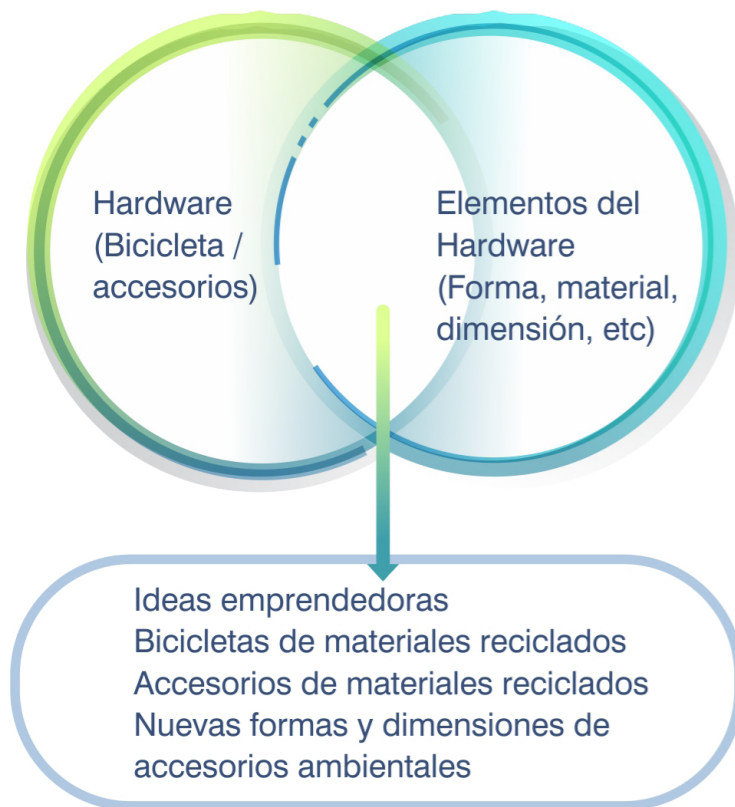 Hardware
(Bicicleta /
accesorios)
Elementos del
Hardware
(Forma, material,
dimensión, etc)
Ideas emprendedoras
Bicicletas de materiales reciclados
Accesorios de materiales reciclados
Nuevas formas y dimensiones de
accesorios ambientales